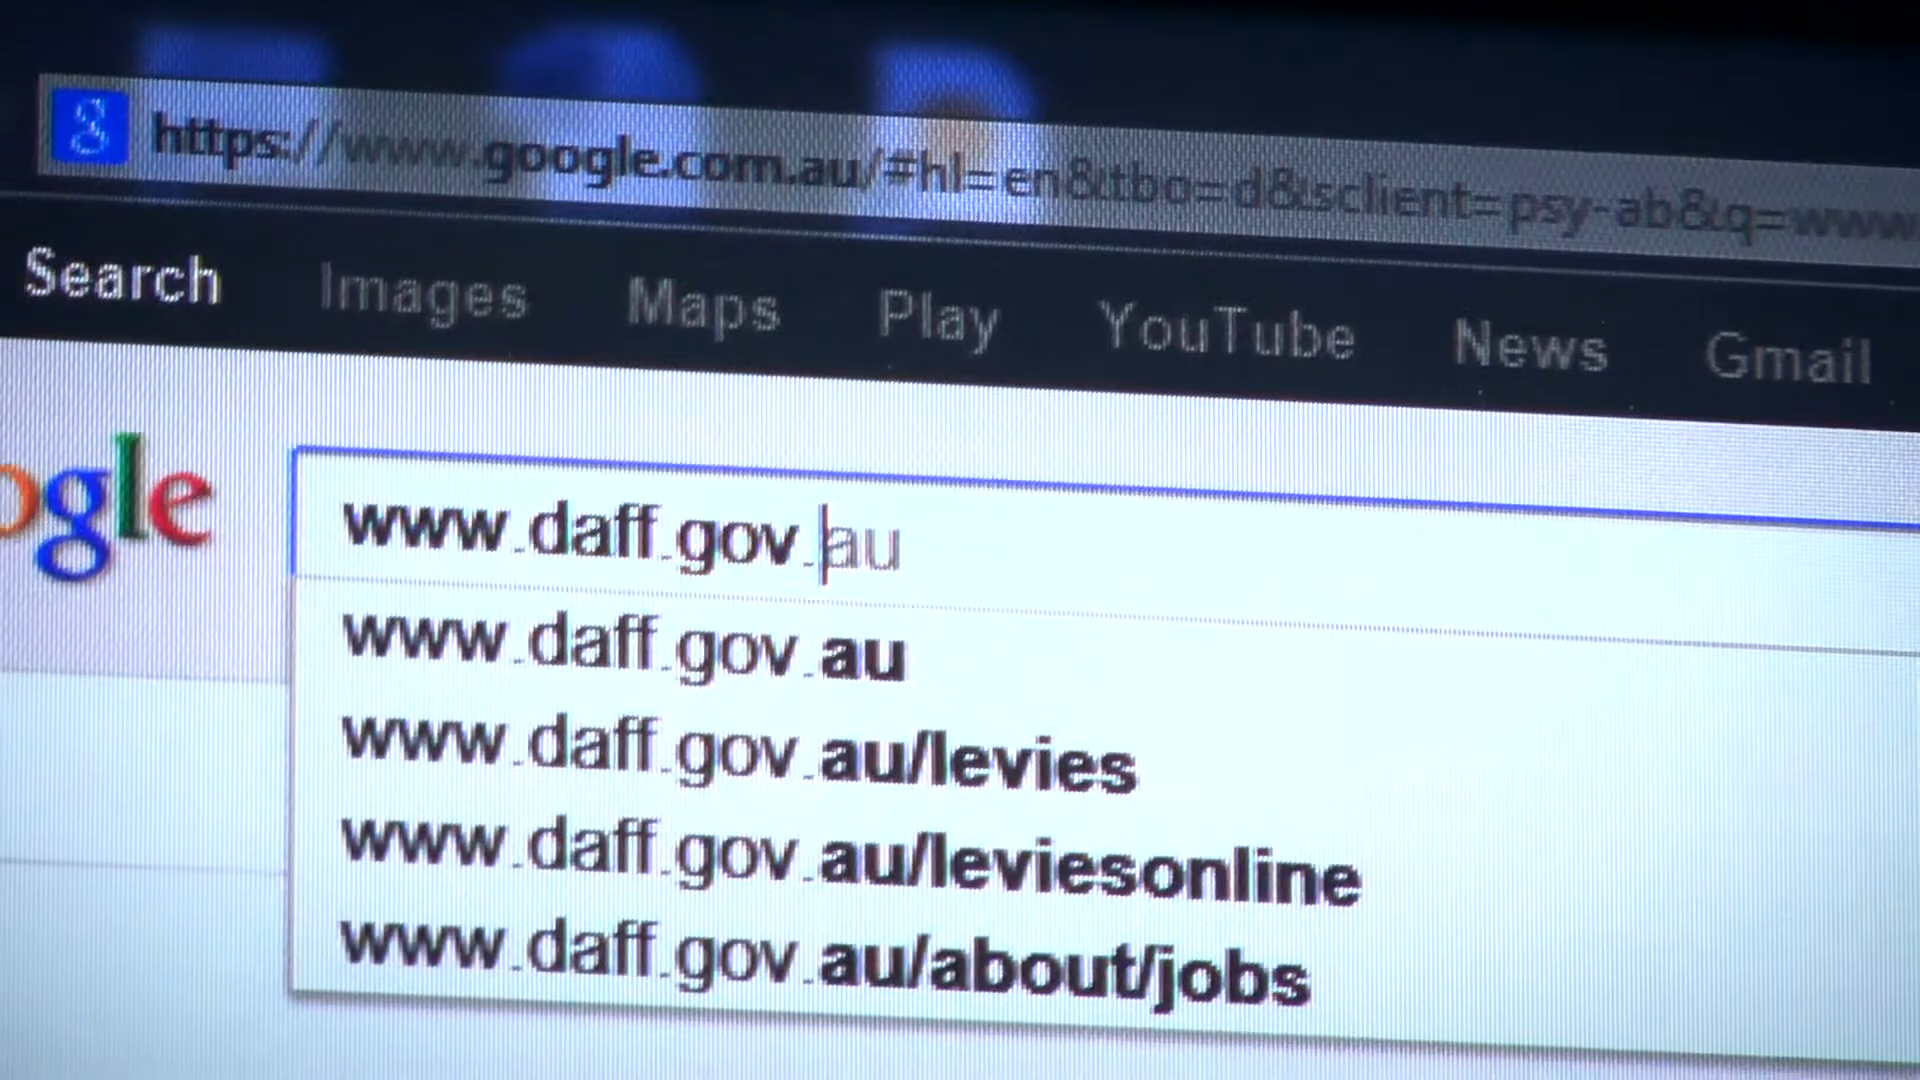 https://www.google.com.au/#hl=en&tbo=d&sclient=psy-ab&q=www
Search Images Maps Play YouTube News Gmail
ogle
www.daff.gov.au
www.daff.gov.au
www.daff.gov.au/levies
www.daff.gov.au/leviesonline
www.daff.gov.au/about/jobs